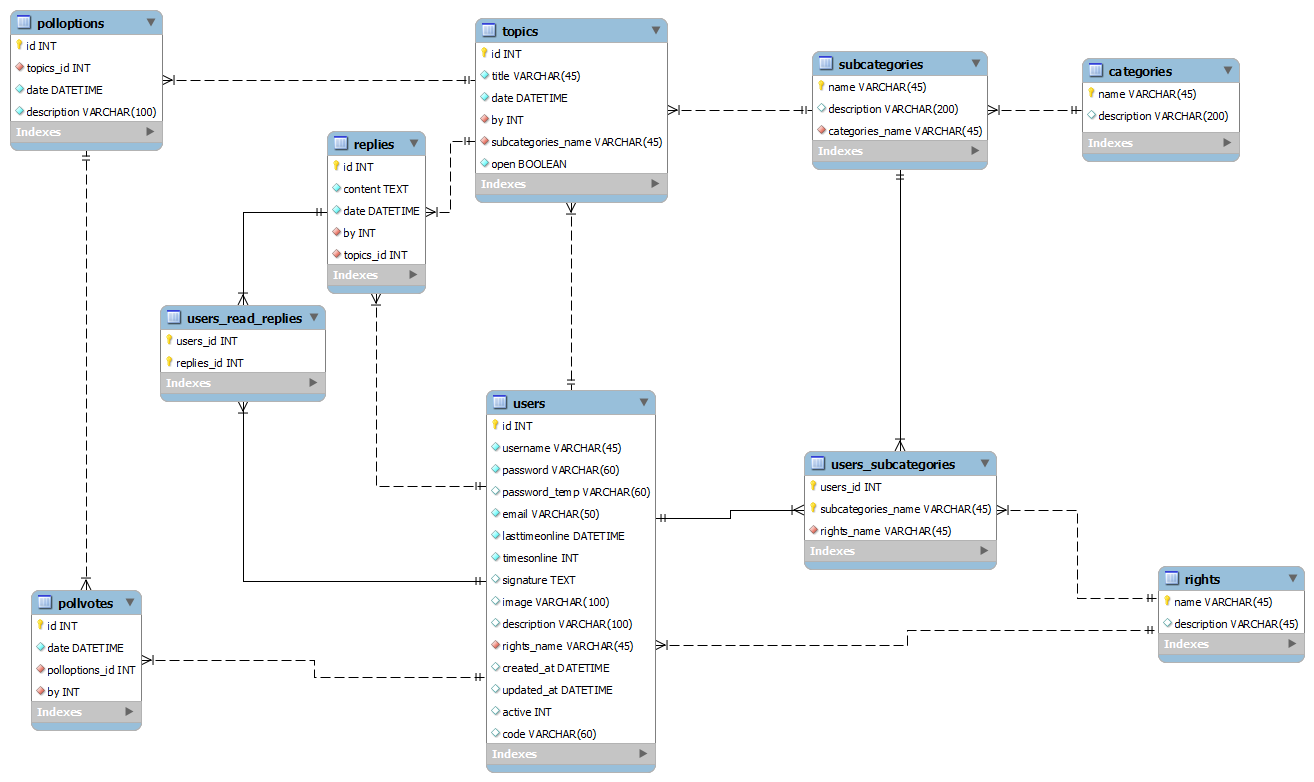 polloptions
id INT
topics_id INT
date DATETIME
description VARCHAR(100)
Indexes
topics
id INT
title VARCHAR(45)
date DATETIME
by INT
subcategories_name VARCHAR(45)
open BOOLEAN
Indexes
subcategories
name VARCHAR(45)
description VARCHAR(200)
categories_name VARCHAR(45)
Indexes
categories
name VARCHAR(45)
description VARCHAR(200)
Indexes
replies
id INT
content TEXT
date DATETIME
by INT
topics_id INT
Indexes
users_read_replies
users_id INT
replies_id INT
Indexes
users
id INT
username VARCHAR(45)
password VARCHAR(60)
password_temp VARCHAR(60)
email VARCHAR(50)
lasttimeonline DATETIME
timesonline INT
signature TEXT
image VARCHAR(100)
description VARCHAR(100)
rights_name VARCHAR(45)
created_at DATETIME
updated_at DATETIME
active INT
code VARCHAR(60)
Indexes
users_subcategories
users_id INT
subcategories_name VARCHAR(45)
rights_name VARCHAR(45)
Indexes
rights
name VARCHAR(45)
description VARCHAR(45)
Indexes
pollvotes
id INT
date DATETIME
polloptions_id INT
by INT
Indexes